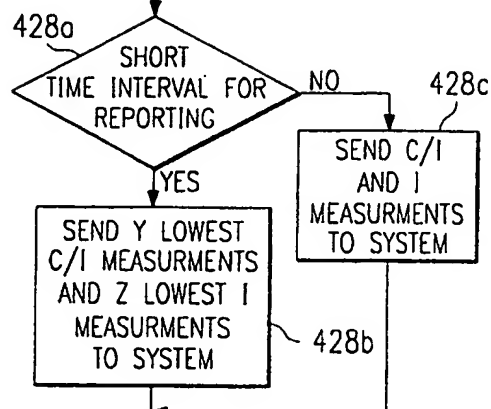 428a
SHORT
TIME INTERVAL FOR
REPORTING
NO
428c
SEND C/I
AND I
MEASURMENTS
TO SYSTEM
YES
SEND Y LOWEST
C/I MEASURMENTS
AND Z LOWEST I
MEASURMENTS
TO SYSTEM
428b